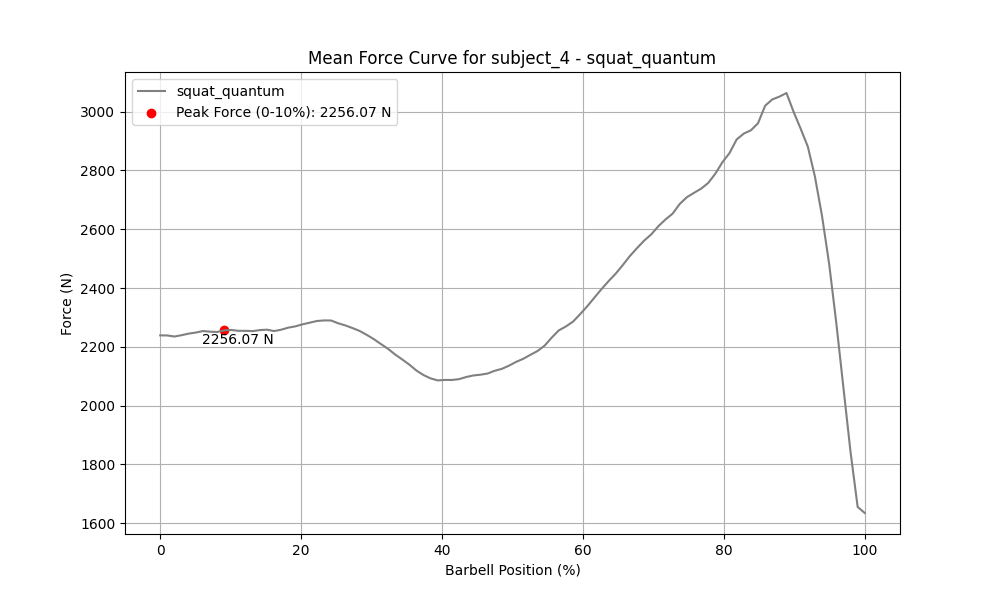 Mean Force Curve for subject_4 - squat_quantum
squat_quantum
Peak Force (0-10%): 2256.07 N
3000
2800
2600
2400
2200
2000
1800
1600
Force (N)
2256.07 N
0 20 40 60 80 100
Barbell Position (%)